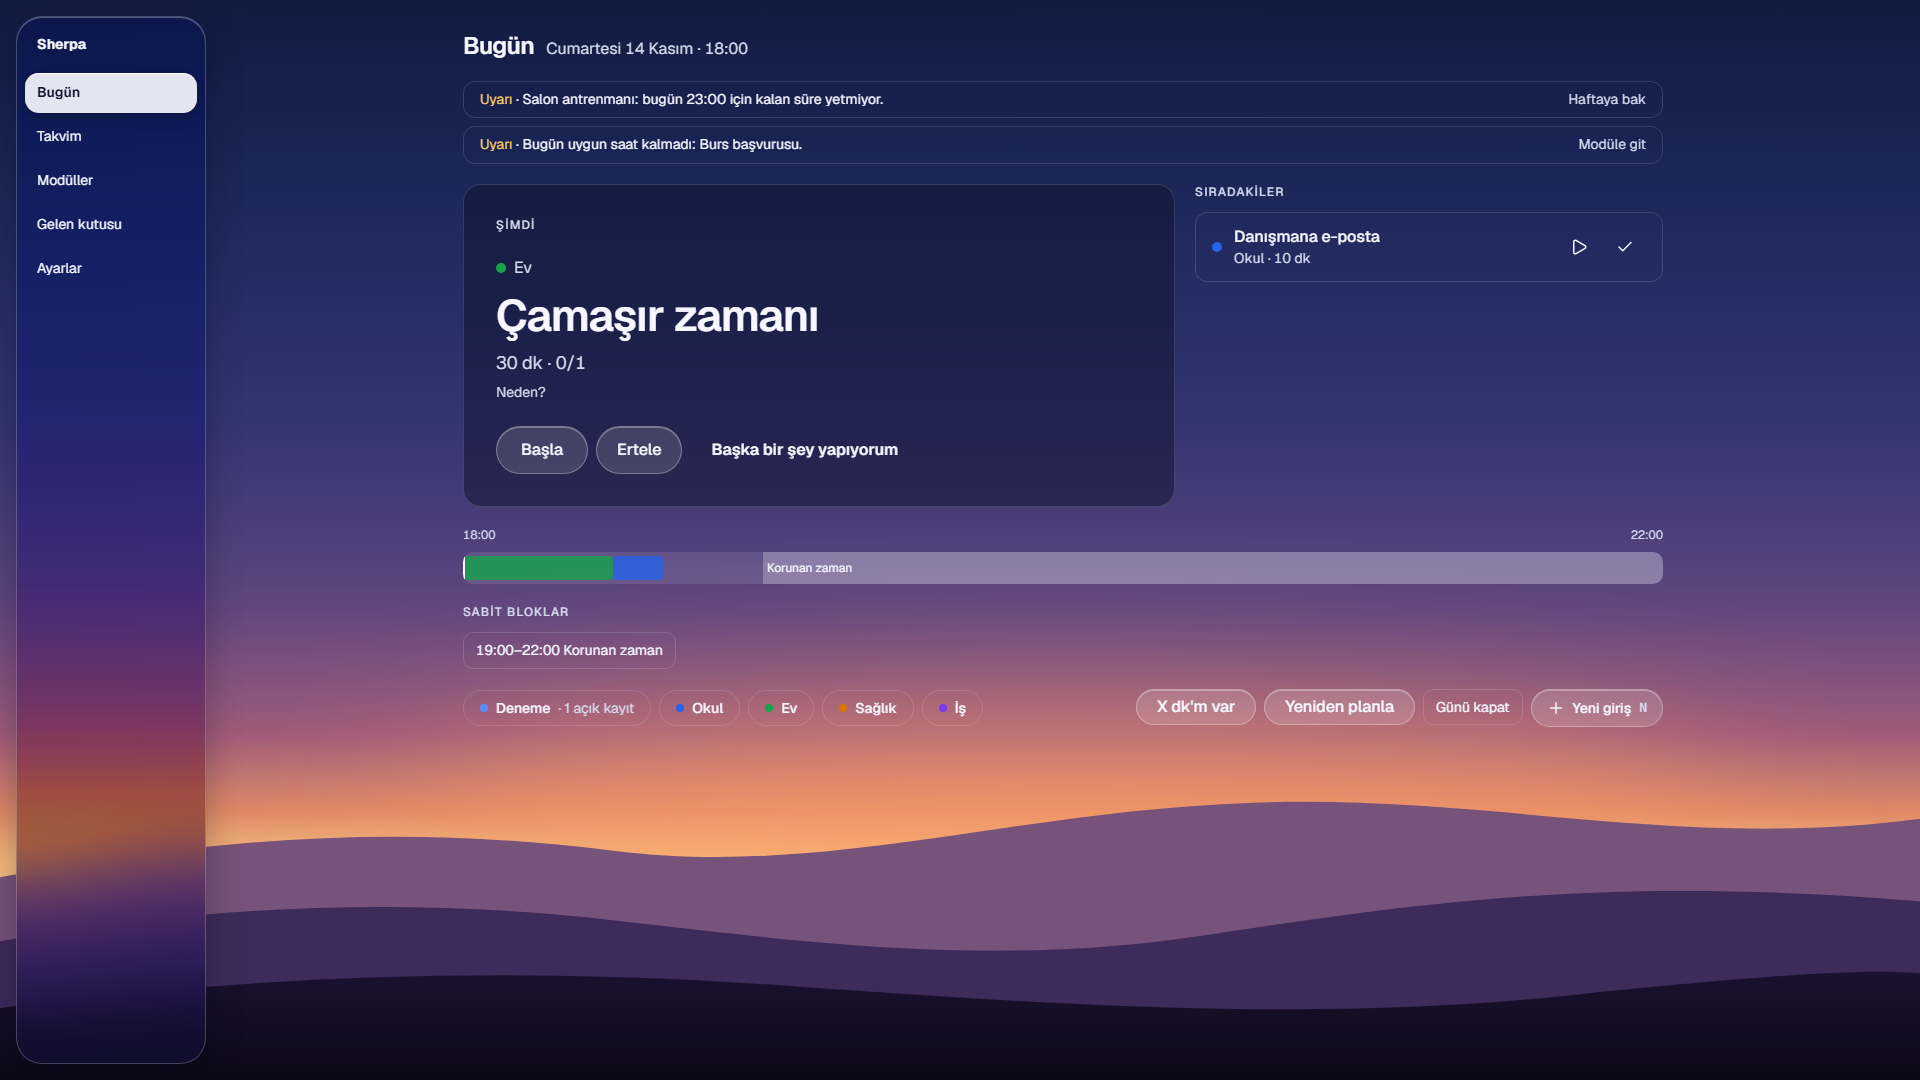 Sherpa
Bugün
Takvim
Modüller
Gelen kutusu
Ayarlar
Bugün Cumartesi 14 Kasım · 18:00
Uyarı · Salon antrenmanı: bugün 23:00 için kalan süre yetmiyor. Haftaya bak
Uyarı · Bugün uygun saat kalmadı: Burs başvurusu. Modüle git
ŞİMDİ
Ev
Çamaşır zamanı
30 dk · 0/1
Neden?
Başla Ertele Başka bir şey yapıyorum
SIRADAKİLER
Danışmana e-posta
Okul · 10 dk
18:00 22:00
Korunan zaman
SABİT BLOKLAR
19:00–22:00 Korunan zaman
Deneme · 1 açık kayıt Okul Ev Sağlık İş X dk'm var Yeniden planla Günü kapat + Yeni giriş N